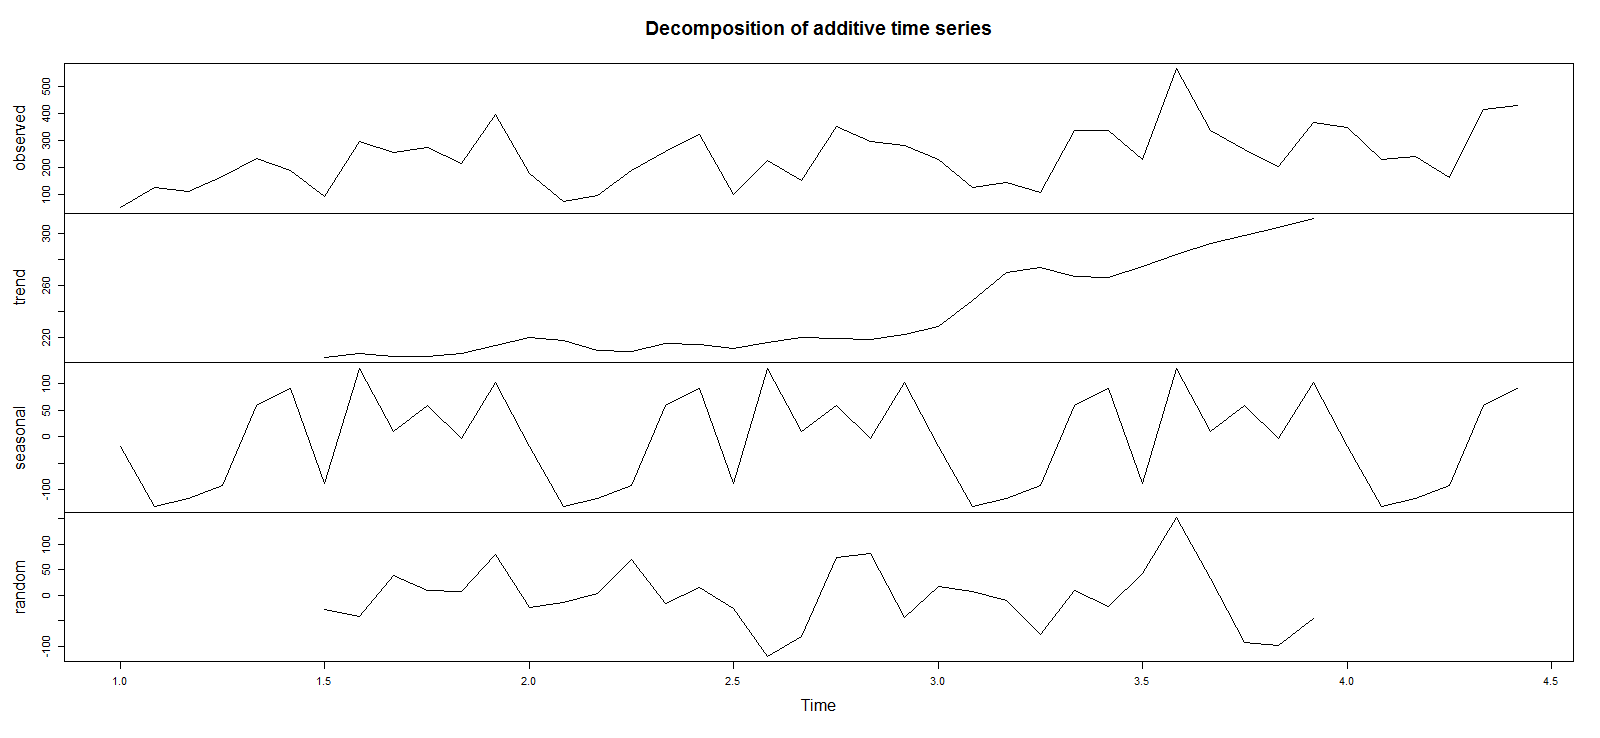 Decomposition of additive time series
observed
100 200 300 400 500
trend
220 260 300
seasonal
-100 0 50 100
random
-100 0 50 100
1.0 1.5 2.0 2.5 3.0 3.5 4.0 4.5
Time